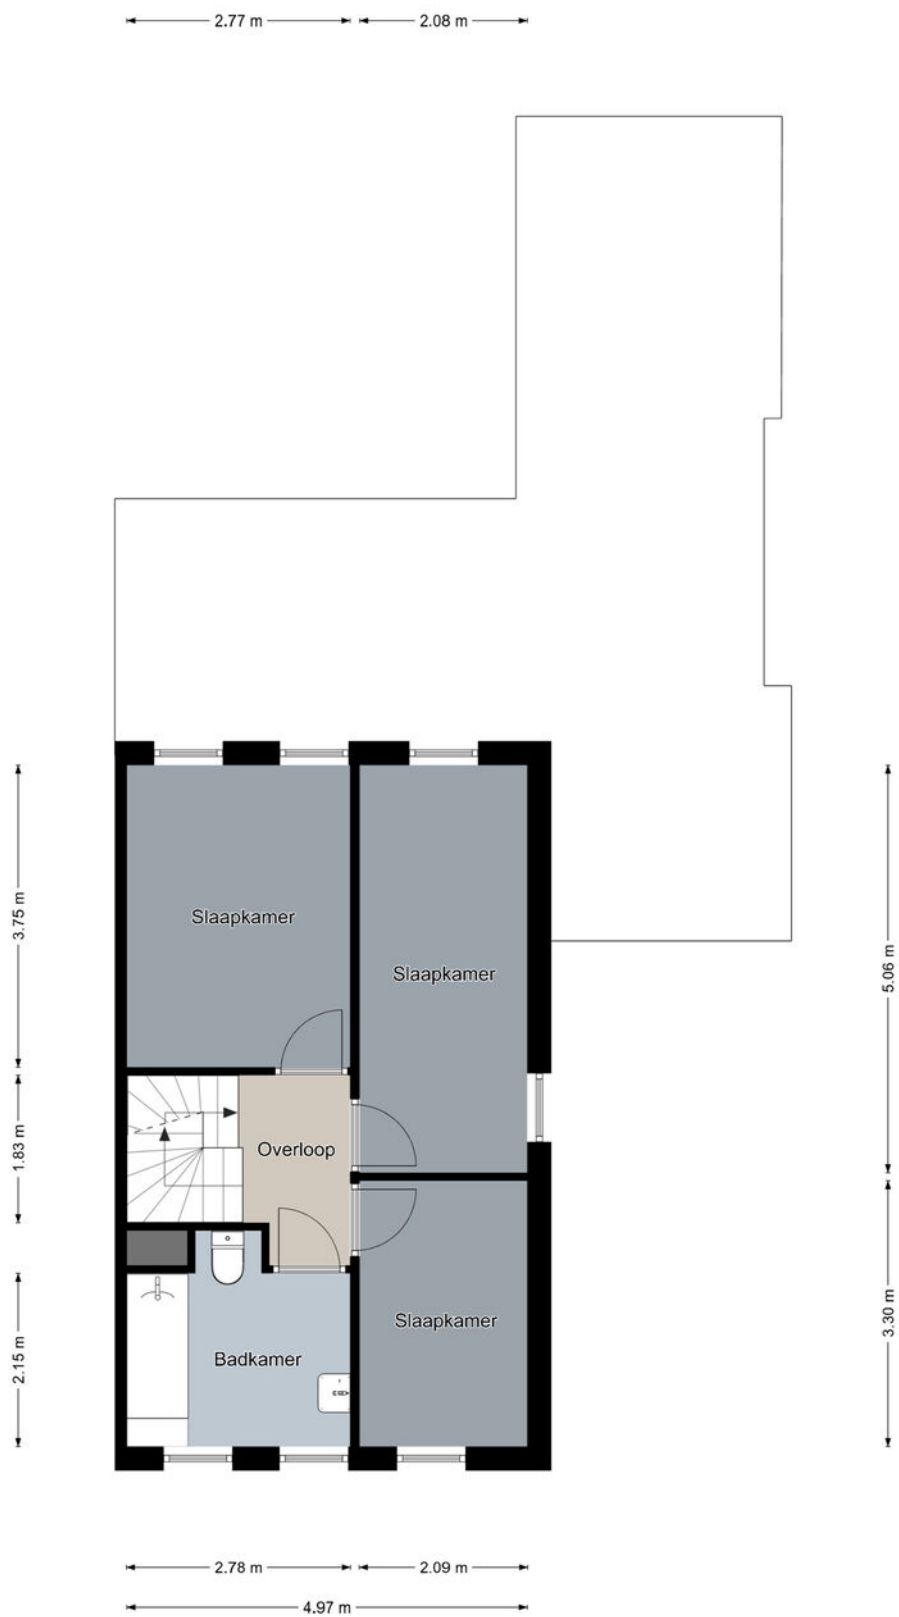 2.77 m
2.08 m
3.75 m
Slaapkamer
Slaapkamer
5.06 m
1.83 m
Overloop
2.15 m
Badkamer
Slaapkamer
3.30 m
2.78 m
2.09 m
4.97 m